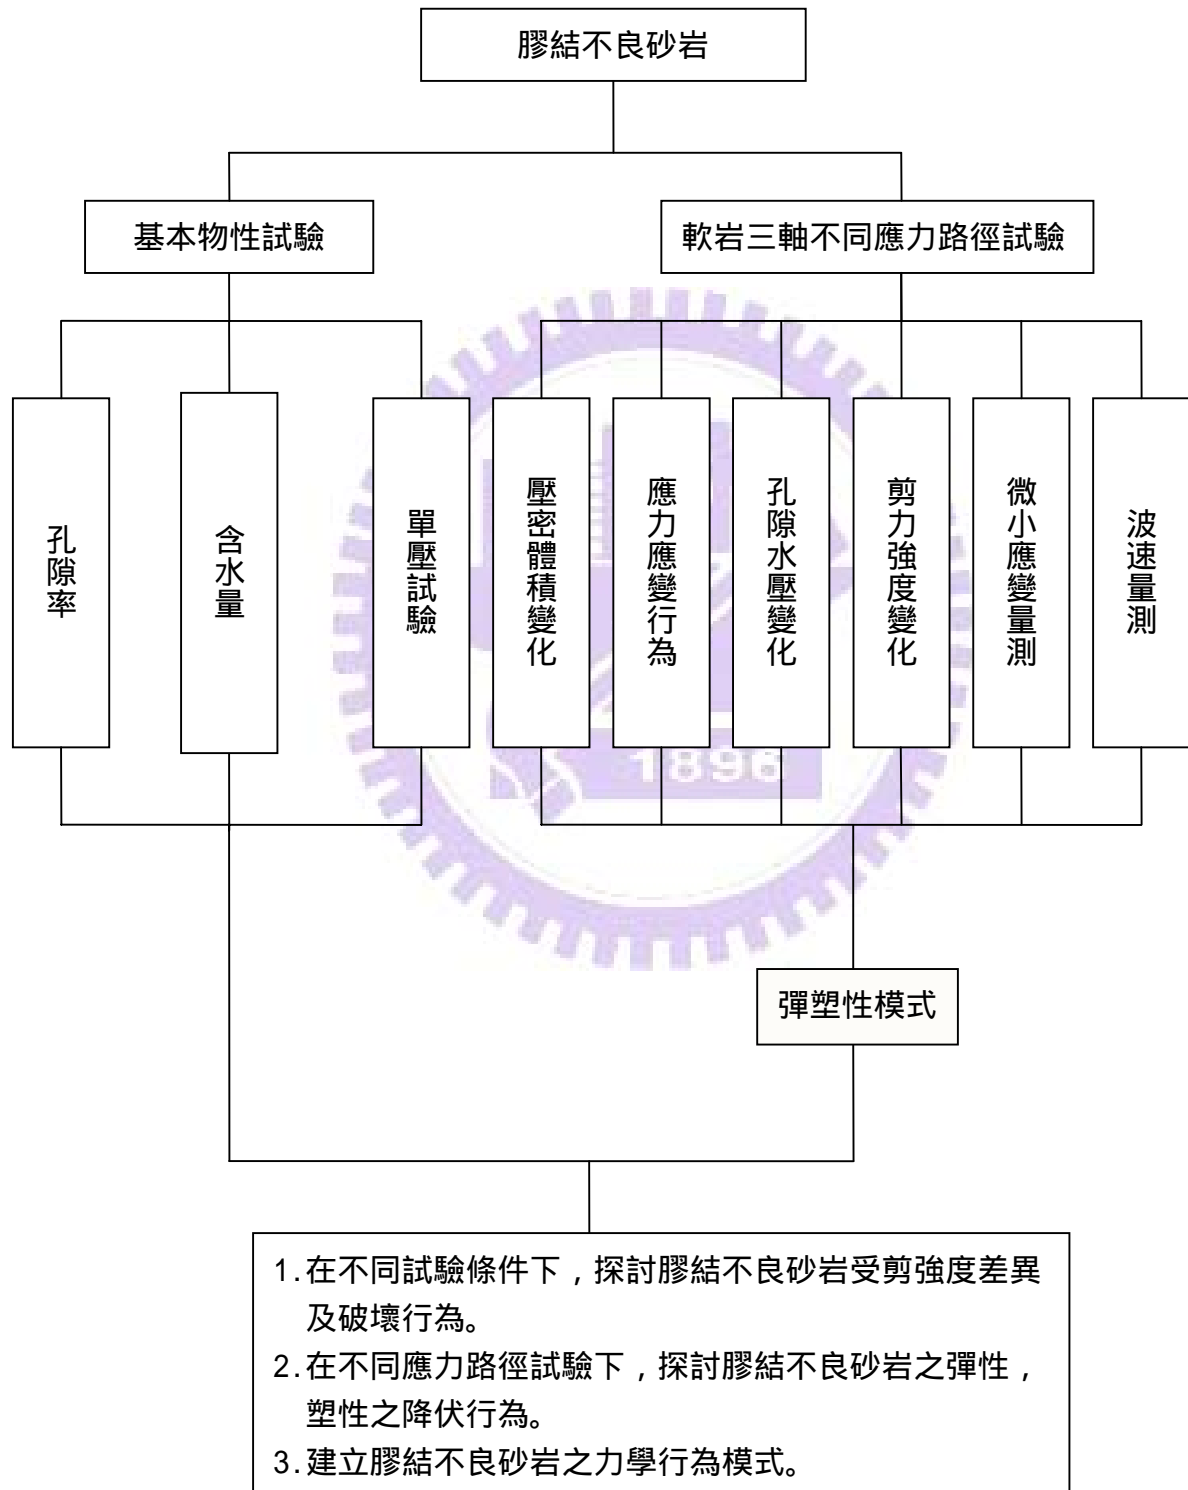 膠結不良砂岩
基本物性試驗
軟岩三軸不同應力路徑試驗
孔隙率
含水量
單壓試驗
壓密體積變化
應力應變行為
孔隙水壓變化
剪力強度變化
微小應變量測
波速量測
1896
彈塑性模式
1.在不同試驗條件下，探討膠結不良砂岩受剪強度差異
及破壞行為。
2.在不同應力路徑試驗下，探討膠結不良砂岩之彈性，
塑性之降伏行為。
3.建立膠結不良砂岩之力學行為模式。